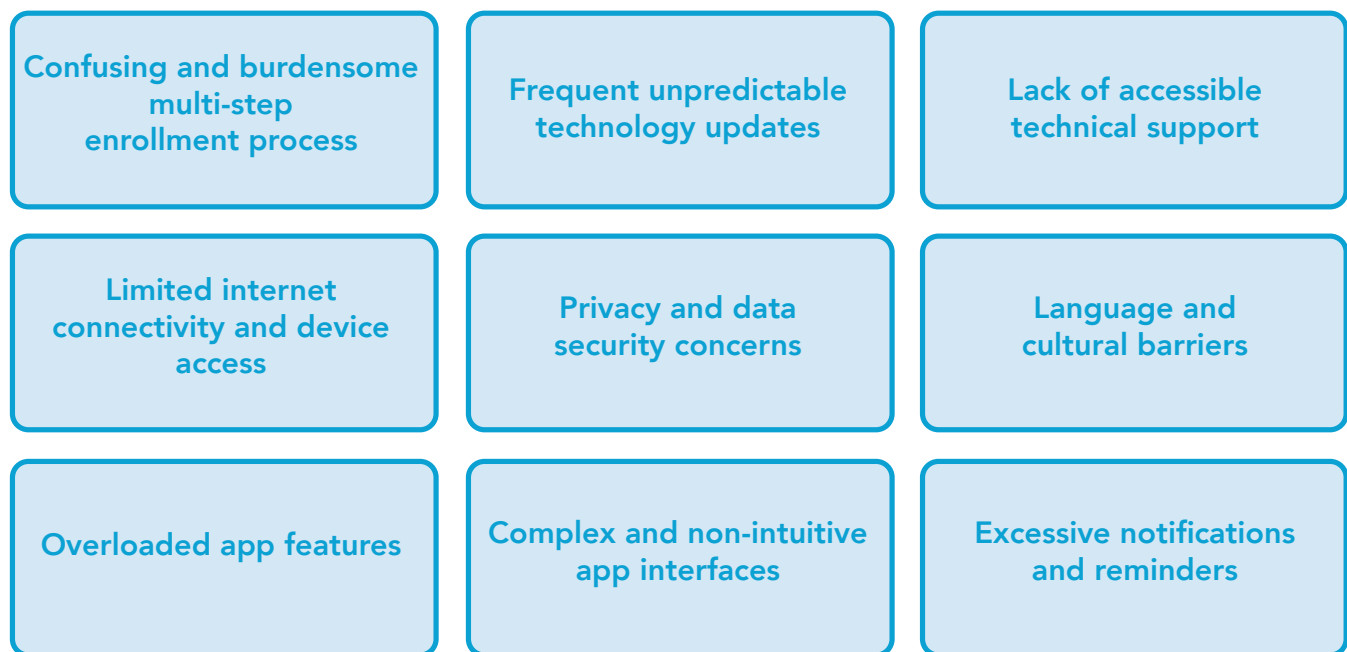 Confusing and burdensome
multi-step
enrollment process
Frequent unpredictable
technology updates
Lack of accessible
technical support
Limited internet
connectivity and device
access
Privacy and data
security concerns
Language and
cultural barriers
Overloaded app features
Complex and non-intuitive
app interfaces
Excessive notifications
and reminders